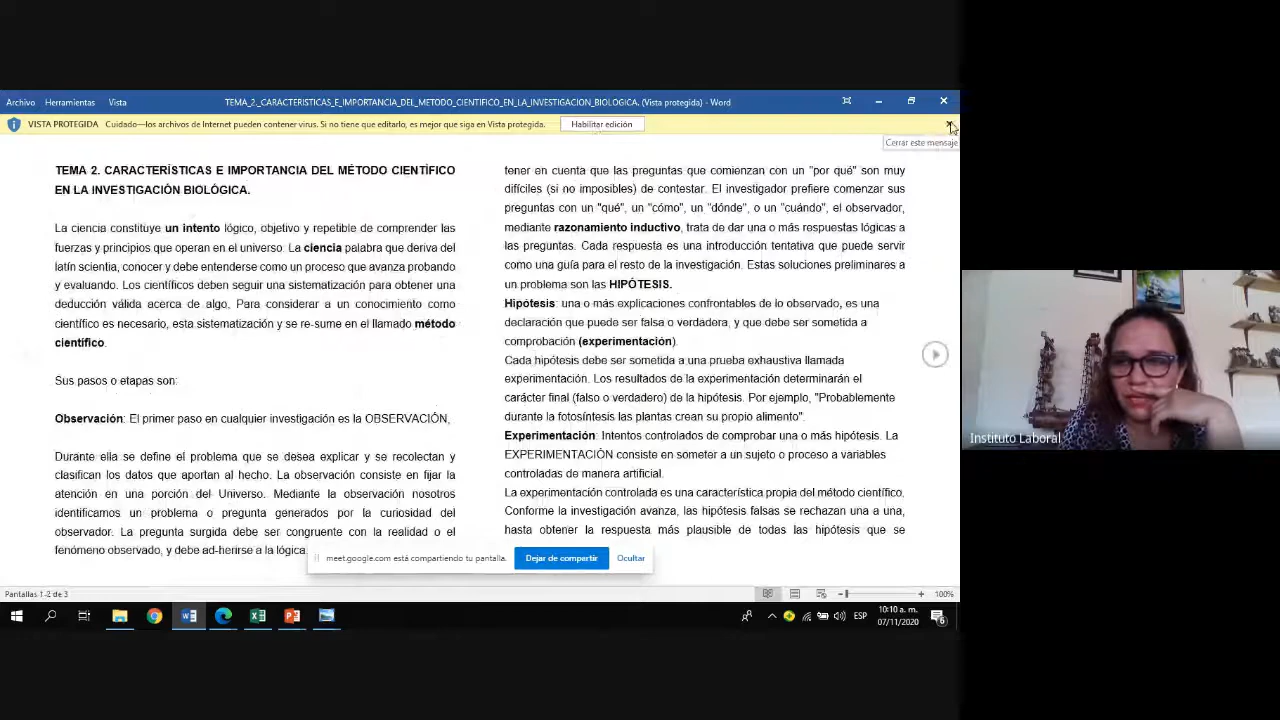 Archivo Herramientas Vista TEMA_2._CARACTERISTICAS_E_IMPORTANCIA_DEL_METODO_CIENTIFICO_EN_LA_INVESTIGACION_BIOLOGICA. (Vista protegida) - Word
VISTA PROTEGIDA Cuidado—los archivos de Internet pueden contener virus. Si no tiene que editarlo, es mejor que siga en Vista protegida. Habilitar edición
Cerrar este mensaje
TEMA 2. CARACTERÍSTICAS E IMPORTANCIA DEL MÉTODO CIENTÍFICO
EN LA INVESTIGACIÓN BIOLÓGICA.
La ciencia constituye un intento lógico, objetivo y repetible de comprender las
fuerzas y principios que operan en el universo. La ciencia palabra que deriva del
latín scientia, conocer y debe entenderse como un proceso que avanza probando
y evaluando. Los científicos deben seguir una sistematización para obtener una
deducción válida acerca de algo. Para considerar a un conocimiento como
científico es necesario, esta sistematización y se re-sume en el llamado método
científico.
Sus pasos o etapas son:
Observación: El primer paso en cualquier investigación es la OBSERVACIÓN,
Durante ella se define el problema que se desea explicar y se recolectan y
clasifican los datos que aportan al hecho. La observación consiste en fijar la
atención en una porción del Universo. Mediante la observación nosotros
identificamos un problema o pregunta generados por la curiosidad del
observador. La pregunta surgida debe ser congruente con la realidad o el
fenómeno observado, y debe ad-herirse a la lógica.
tener en cuenta que las preguntas que comienzan con un "por qué" son muy
difíciles (si no imposibles) de contestar. El investigador prefiere comenzar sus
preguntas con un "qué", un "cómo", un "dónde", o un "cuándo", el observador,
mediante razonamiento inductivo, trata de dar una o más respuestas lógicas a
las preguntas. Cada respuesta es una introducción tentativa que puede servir
como una guía para el resto de la investigación. Estas soluciones preliminares a
un problema son las HIPÓTESIS.
Hipótesis: una o más explicaciones confrontables de lo observado, es una
declaración que puede ser falsa o verdadera, y que debe ser sometida a
comprobación (experimentación).
Cada hipótesis debe ser sometida a una prueba exhaustiva llamada
experimentación. Los resultados de la experimentación determinarán el
carácter final (falso o verdadero) de la hipótesis. Por ejemplo, "Probablemente
durante la fotosíntesis las plantas crean su propio alimento".
Experimentación: Intentos controlados de comprobar una o más hipótesis. La
EXPERIMENTACIÓN consiste en someter a un sujeto o proceso a variables
controladas de manera artificial.
La experimentación controlada es una característica propia del método científico.
Conforme la investigación avanza, las hipótesis falsas se rechazan una a una,
hasta obtener la respuesta más plausible de todas las hipótesis que se
meet.google.com está compartiendo tu pantalla. Dejar de compartir Ocultar
Pantallas 1-2 de 3 100%
ESP 10:10 a. m.
07/11/2020 6
Instituto Laboral